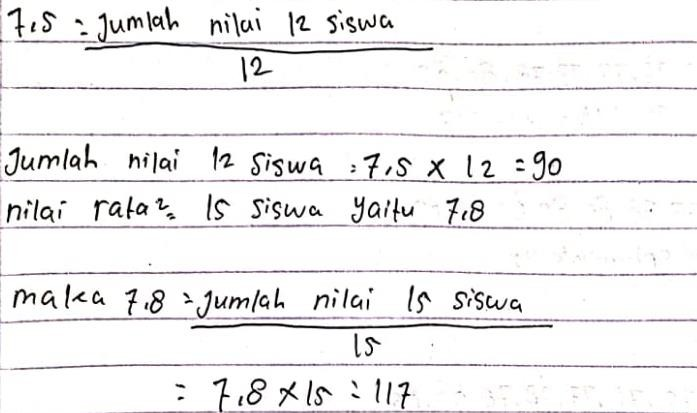 7,5 = Jumlah nilai 12 siswa
12
Jumlah nilai 12 siswa : 7,5 x 12 = 90
nilai rata². 15 siswa yaitu 7,8
maka 7,8 = Jumlah nilai 15 siswa
15
= 7,8 x 15 = 117